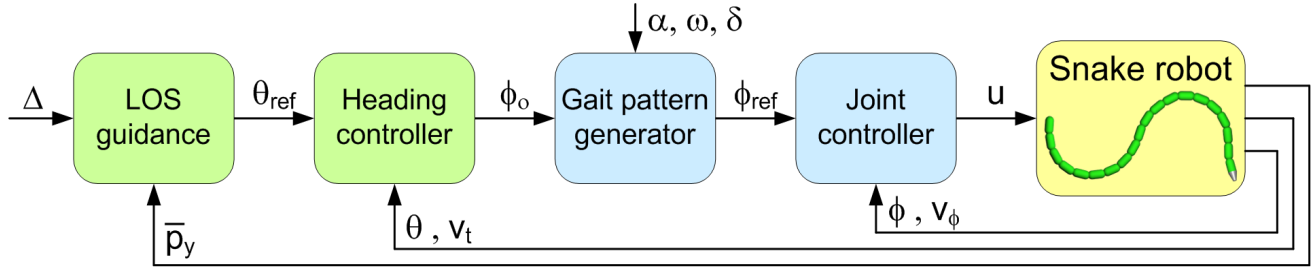 α, ω, δ
Δ
LOS
guidance
θref
Heading
controller
ϕo
Gait pattern
generator
ϕref
Joint
controller
u
Snake robot
p̅y
θ , vt
ϕ , vϕ